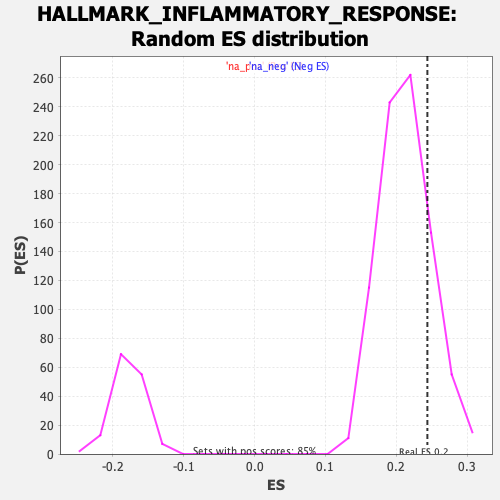 HALLMARK_INFLAMMATORY_RESPONSE:
Random ES distribution
'na_p'na_neg' (Neg ES)
260
240
220
200
180
160
140
120
100
80
60
40
20
0
P(ES)
Sets with pos scores: 85%
Real ES 0.2
-0.2 -0.1 0.0 0.1 0.2 0.3
ES